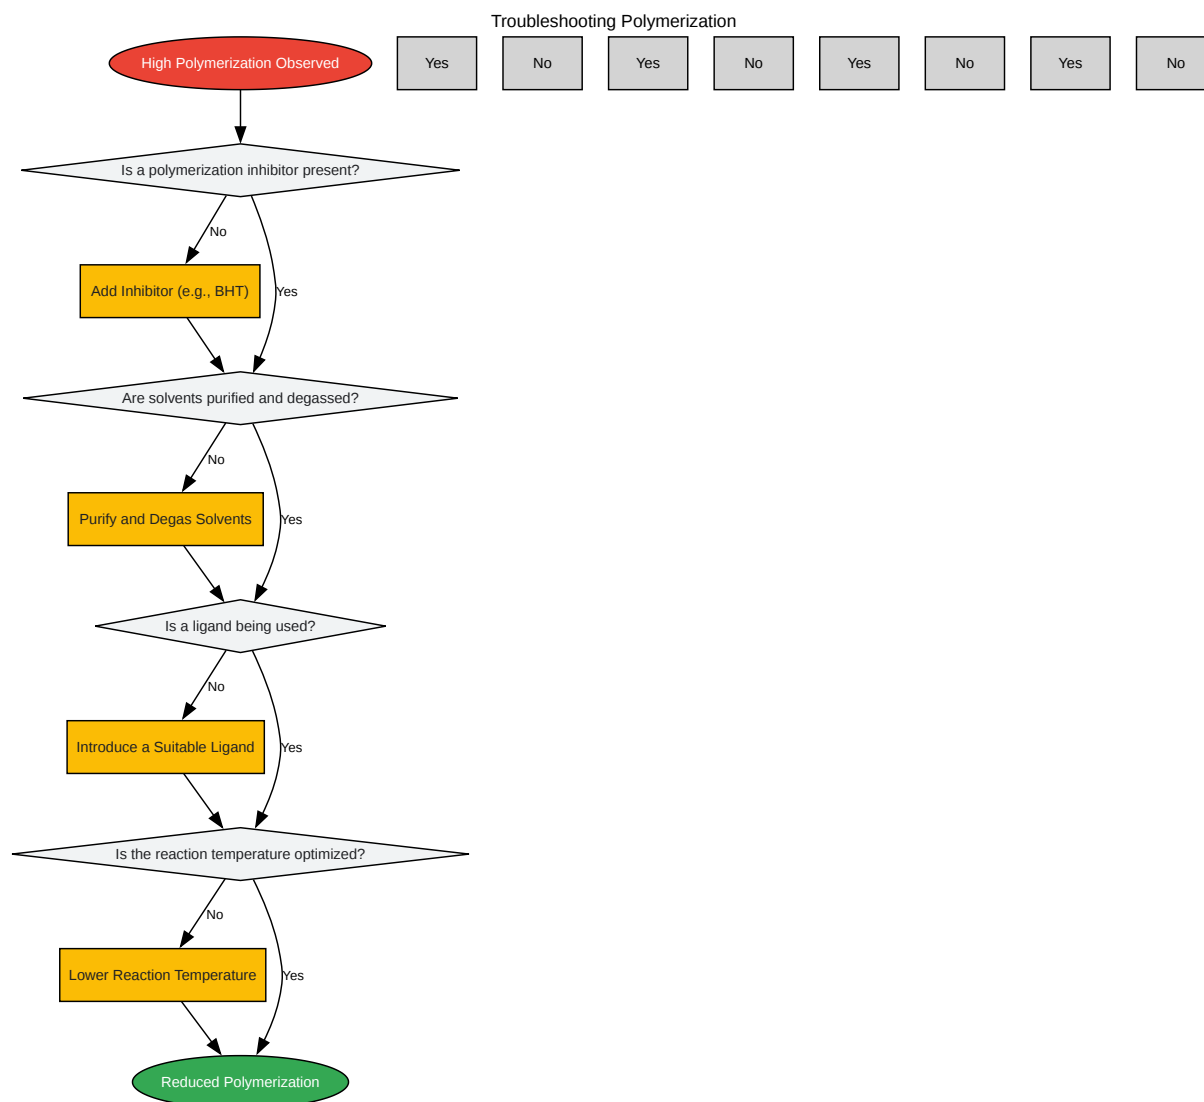 Troubleshooting Polymerization
High Polymerization Observed
Yes
No
Yes
No
Yes
No
Yes
No
Is a polymerization inhibitor present?
No
Add Inhibitor (e.g., BHT)
Yes
Are solvents purified and degassed?
No
Purify and Degas Solvents
Yes
Is a ligand being used?
No
Introduce a Suitable Ligand
Yes
Is the reaction temperature optimized?
No
Lower Reaction Temperature
Yes
Reduced Polymerization